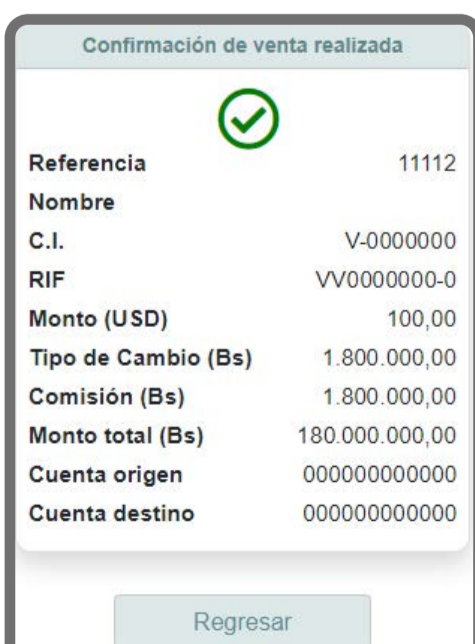 Confirmación de venta realizada
Referencia 11112
Nombre
C.I. V-0000000
RIF VV0000000-0
Monto (USD) 100,00
Tipo de Cambio (Bs) 1.800.000,00
Comisión (Bs) 1.800.000,00
Monto total (Bs) 180.000.000,00
Cuenta origen 000000000000
Cuenta destino 000000000000
Regresar